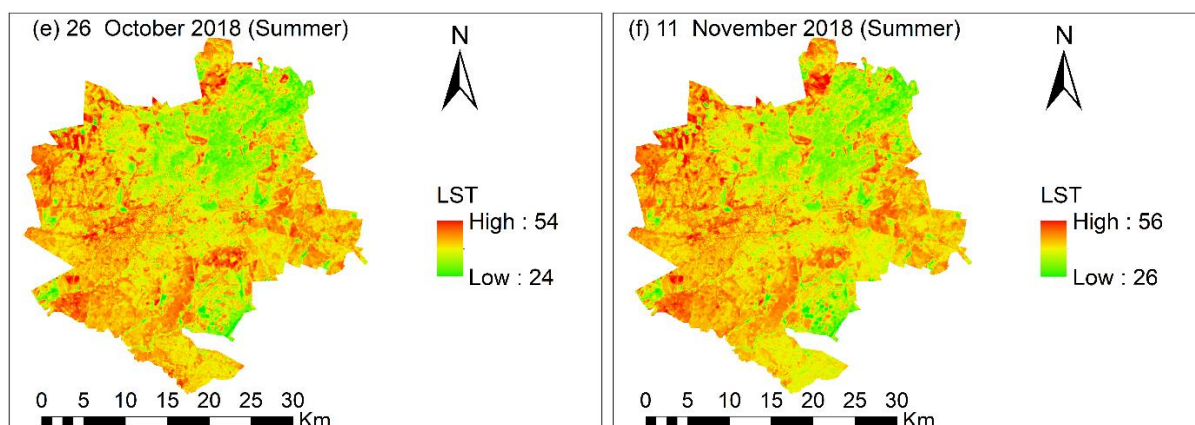 (e) 26 October 2018 (Summer)
N
LST
High : 54
Low : 24
0 5 10 15 20 25 30
Km
(f) 11 November 2018 (Summer)
N
LST
High : 56
Low : 26
0 5 10 15 20 25 30
Km